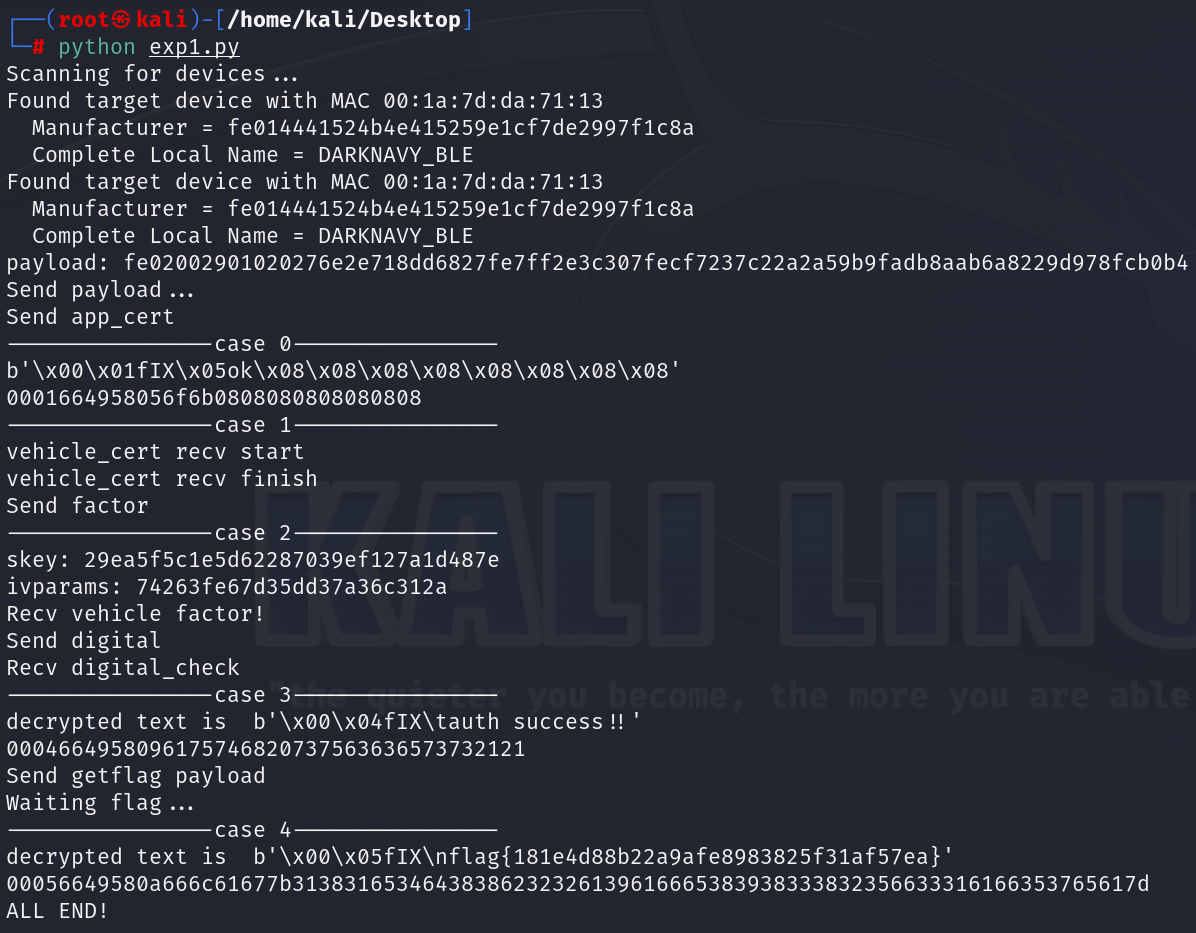 ┌──(root㉿kali)-[/home/kali/Desktop]
└─# python exp1.py
Scanning for devices...
Found target device with MAC 00:1a:7d:da:71:13
  Manufacturer = fe014441524b4e415259e1cf7de2997f1c8a
  Complete Local Name = DARKNAVY_BLE
Found target device with MAC 00:1a:7d:da:71:13
  Manufacturer = fe014441524b4e415259e1cf7de2997f1c8a
  Complete Local Name = DARKNAVY_BLE
payload: fe02002901020276e2e718dd6827fe7ff2e3c307fecf7237c22a2a59b9fadb8aab6a8229d978fcb0b4
Send payload...
Send app_cert
----------------case 0----------------
b'\x00\x01fIX\x05ok\x08\x08\x08\x08\x08\x08\x08\x08'
0001664958056f6b0808080808080808
----------------case 1----------------
vehicle_cert recv start
vehicle_cert recv finish
Send factor
----------------case 2----------------
skey: 29ea5f5c1e5d62287039ef127a1d487e
ivparams: 74263fe67d35dd37a36c312a
Recv vehicle factor!
Send digital
Recv digital_check
----------------case 3----------------
decrypted text is  b'\x00\x04fIX\tauth success!!'
0004664958096175746820737563636573732121
Send getflag payload
Waiting flag...
----------------case 4----------------
decrypted text is  b'\x00\x05fIX\nflag{181e4d88b22a9afe8983825f31af57ea}'
00056649580a666c61677b31383165346438386232326139616665383938333832356633316166353765617d
ALL END!
KALI LINU
"the quieter you become, the more you are able